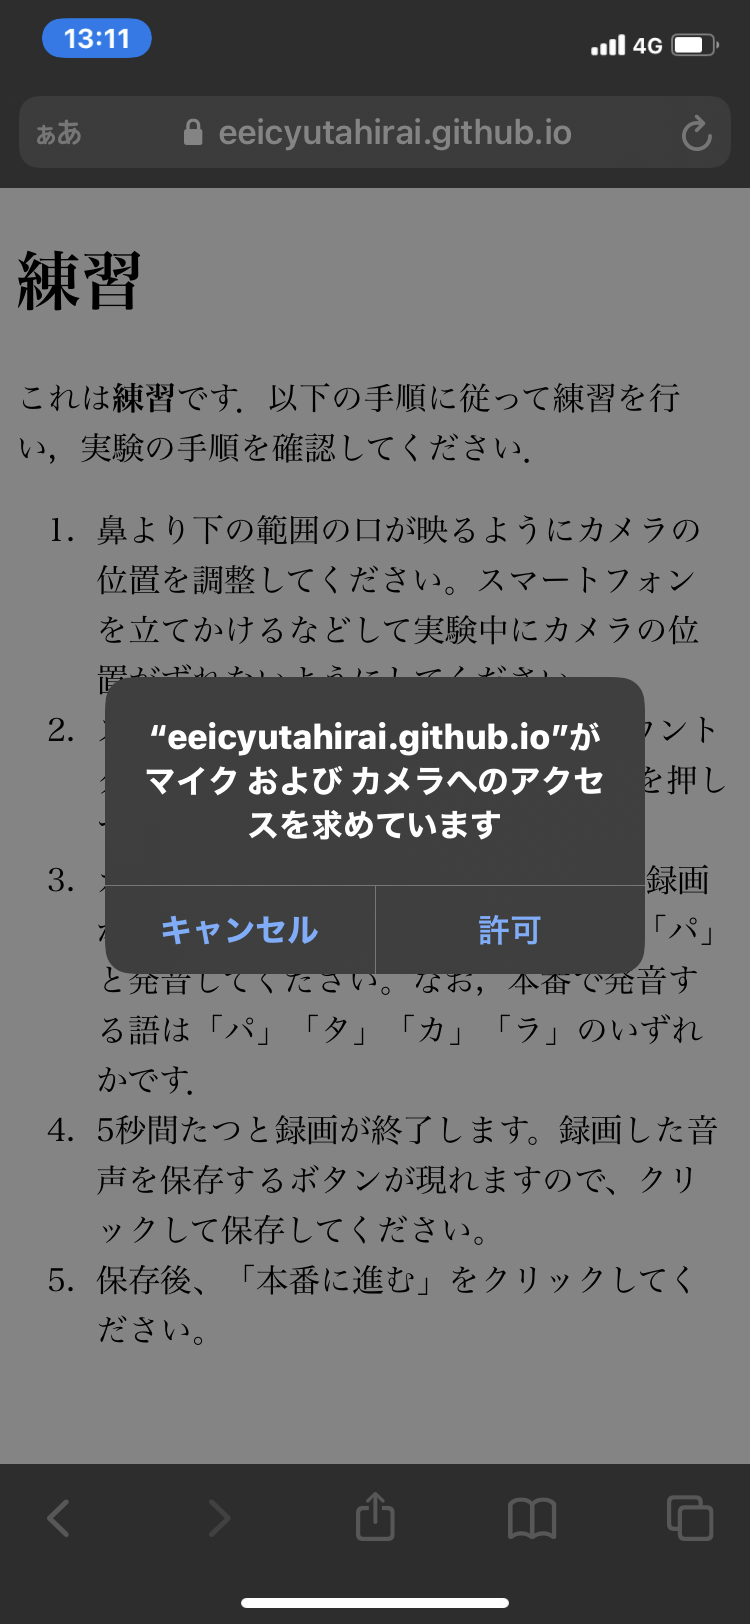 13:11
4G
ぁあ
eeicyutahirai.github.io
練習
これは練習です．以下の手順に従って練習を行
い，実験の手順を確認してください．
1. 鼻より下の範囲の口が映るようにカメラの
位置を調整してください。スマートフォン
を立てかけるなどして実験中にカメラの位
置がずれないようにしてください。
2.
ウント
を押し
“eeicyutahirai.github.io”が
マイク および カメラへのアクセ
スを求めています
キャンセル
許可
3.
録画
「パ」
と発音してください。なお，本番で発音す
る語は「パ」「タ」「カ」「ラ」のいずれ
かです．
4. 5秒間たつと録画が終了します。録画した音
声を保存するボタンが現れますので、クリ
ックして保存してください。
5. 保存後、「本番に進む」をクリックしてく
ださい。